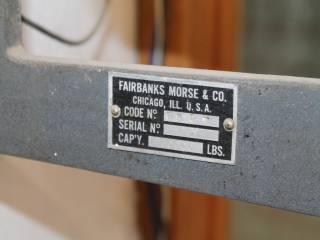 FAIRBANKS MORSE & CO.
CHICAGO, ILL. U.S.A.
CODE Nº.
SERIAL Nº.
CAP'Y. LBS.